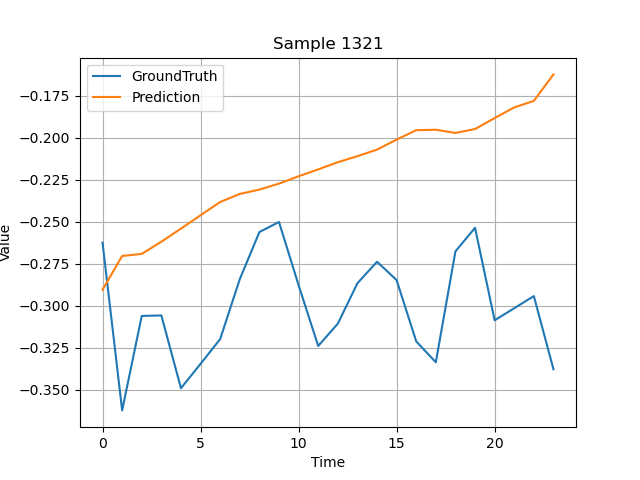 Sample 1321
GroundTruth
Prediction
−0.175
−0.200
−0.225
−0.250
−0.275
−0.300
−0.325
−0.350
Value
0 5 10 15 20
Time